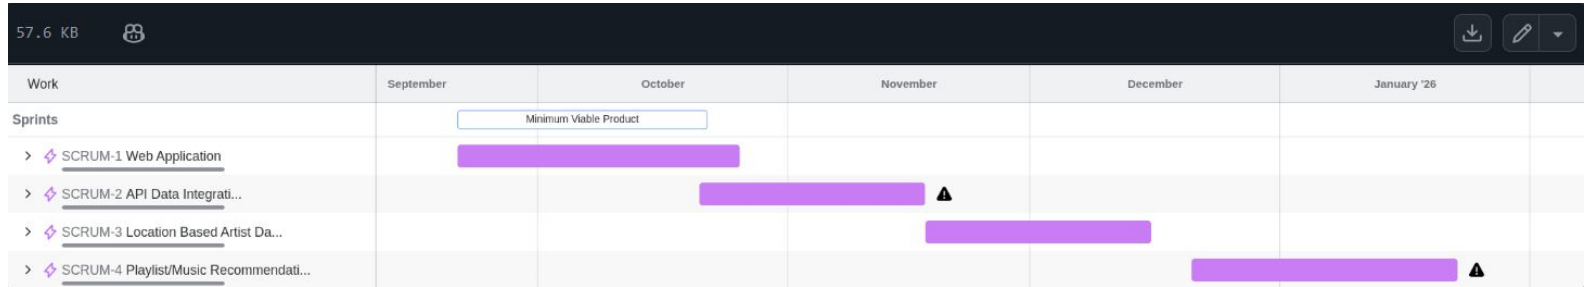 57.6 KB
Work September October November December January '26
Sprints Minimum Viable Product
SCRUM-1 Web Application
SCRUM-2 API Data Integrati...
SCRUM-3 Location Based Artist Da...
SCRUM-4 Playlist/Music Recommendati...